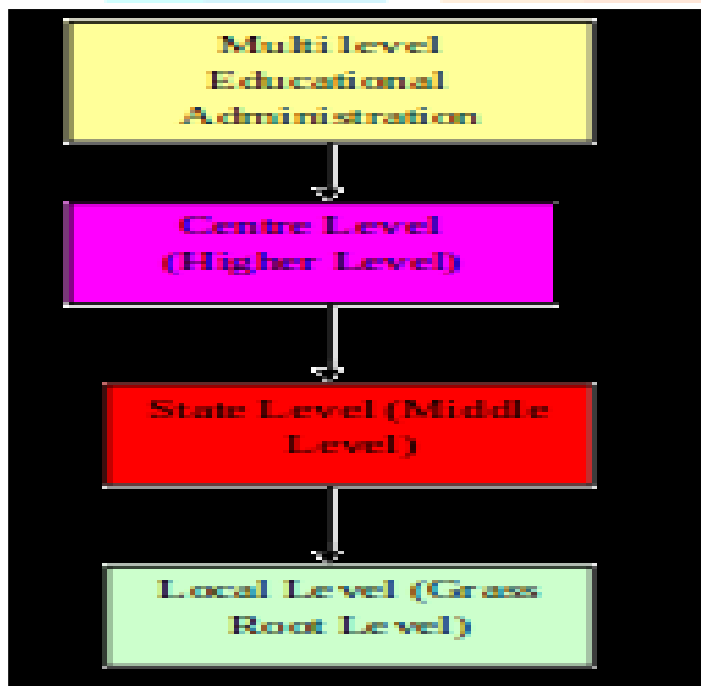 Multi level
Educational
Administration
Centre Level
(Higher Level)
State Level (Middle
Level)
Local Level (Grass
Root Level)